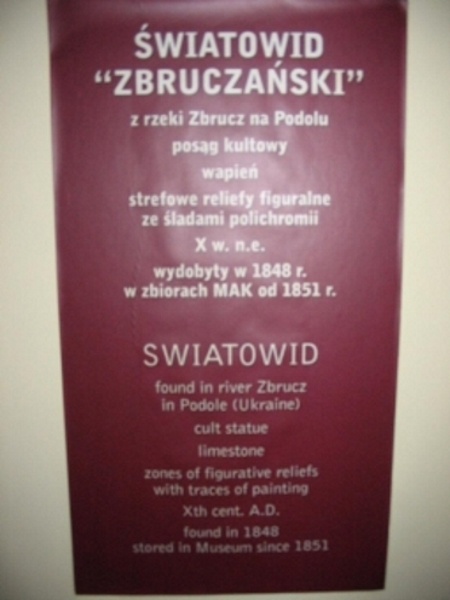 ŚWIATOWID
“ZBRUCZAŃSKI”
z rzeki Zbrucz na Podolu
posąg kultowy
wapień
strefowe reliefy figuralne
ze śladami polichromii
X w. n.e.
wydobyty w 1848 r.
w zbiorach MAK od 1851 r.
SWIATOWID
found in river Zbrucz
in Podole (Ukraine)
cult statue
limestone
zones of figurative reliefs
with traces of painting
Xth cent. A.D.
found in 1848
stored in Museum since 1851